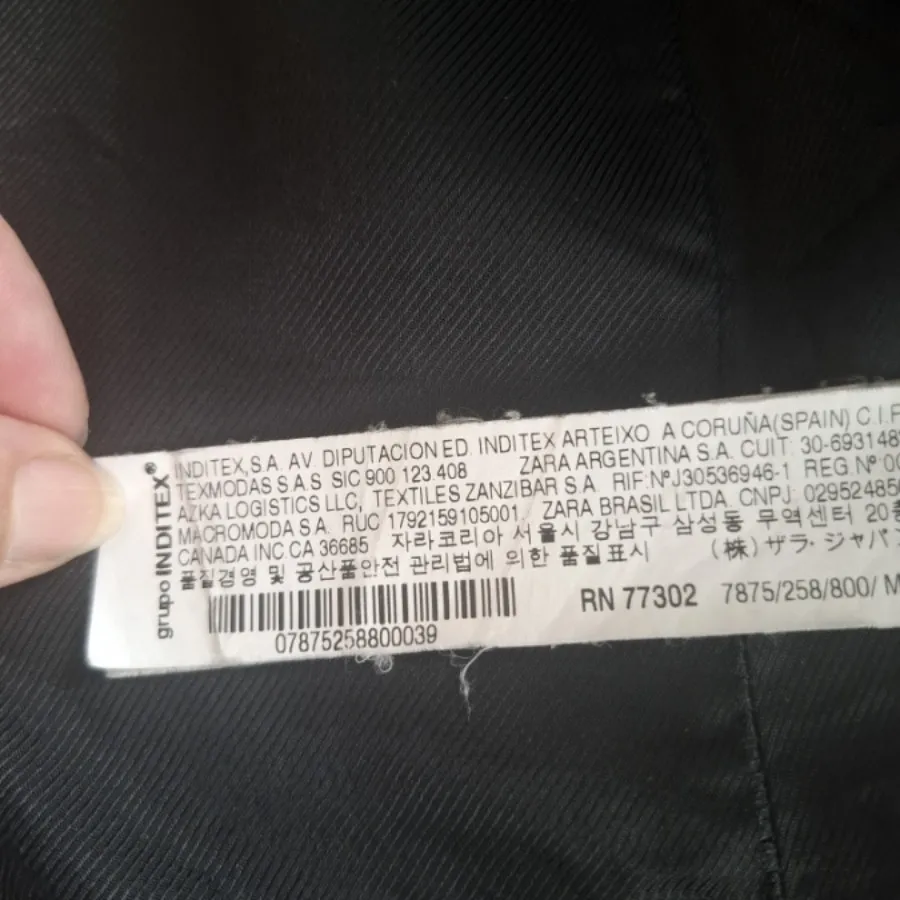 grupo INDITEX®
INDITEX,S.A. AV. DIPUTACION ED. INDITEX ARTEIXO A CORUÑA(SPAIN) C.I.F
TEXMODAS S.A.S SIC 900 123.408 ZARA ARGENTINA S.A. CUIT: 30-693148
AZKA LOGISTICS LLC, TEXTILES ZANZIBAR S.A. RIF.NºJ30536946-1 REG.Nº
MACROMODA S.A. RUC 1792159105001 ZARA BRASIL LTDA. CNPJ: 02952485
CANADA INC.CA 36685 자라코리아 서울시 강남구 삼성동 무역센터 20층
품질경영 및 공산품안전 관리법에 의한 품질표시 (株) ザラ・ジャパ
07875258800039 RN 77302 7875/258/800/ M